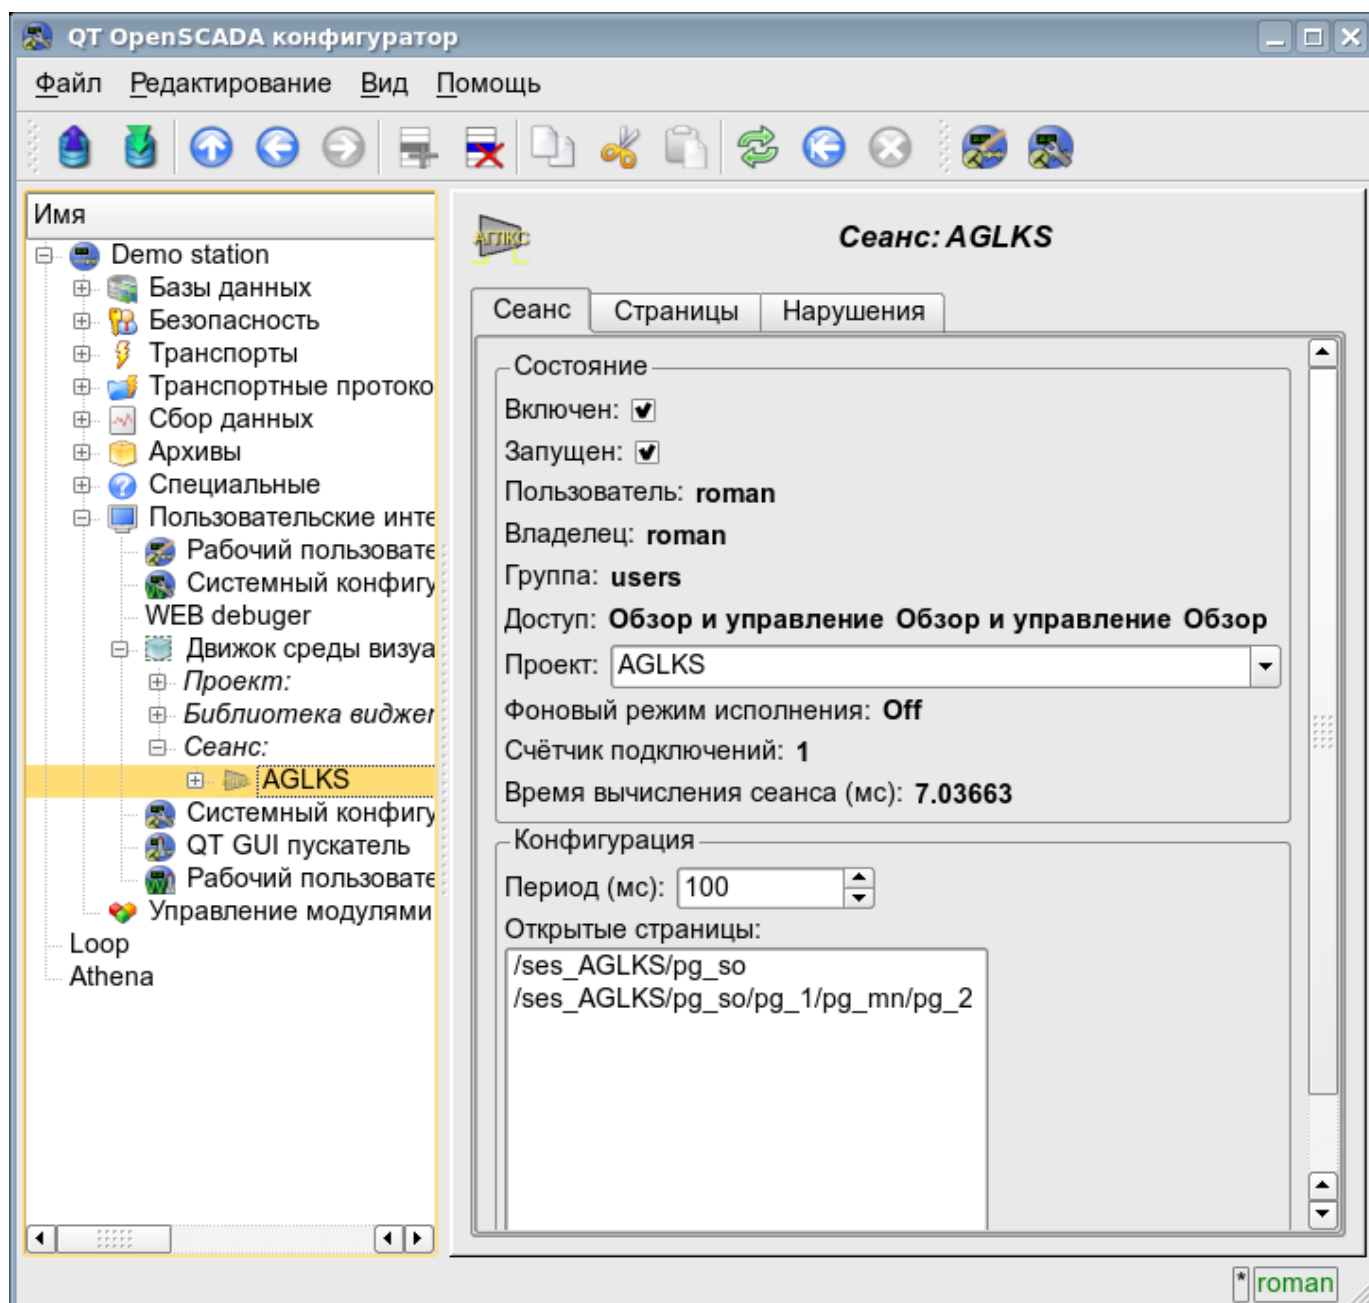 QT OpenSCADA конфигуратор
Файл Редактирование Вид Помощь
Имя
Demo station
Базы данных
Безопасность
Транспорты
Транспортные протоко
Сбор данных
Архивы
Специальные
Пользовательские инте
Рабочий пользовате
Системный конфигу
WEB debuger
Движок среды визуа
Проект:
Библиотека виджет
Сеанс:
AGLKS
Системный конфигу
QT GUI пускатель
Рабочий пользовате
Управление модулями
Loop
Athena
АГЛКС
Сеанс: AGLKS
Сеанс Страницы Нарушения
Состояние
Включен:
Запущен:
Пользователь: roman
Владелец: roman
Группа: users
Доступ: Обзор и управление Обзор и управление Обзор
Проект: AGLKS
Фоновый режим исполнения: Off
Счётчик подключений: 1
Время вычисления сеанса (мс): 7.03663
Конфигурация
Период (мс): 100
Открытые страницы:
/ses_AGLKS/pg_so
/ses_AGLKS/pg_so/pg_1/pg_mn/pg_2
* roman